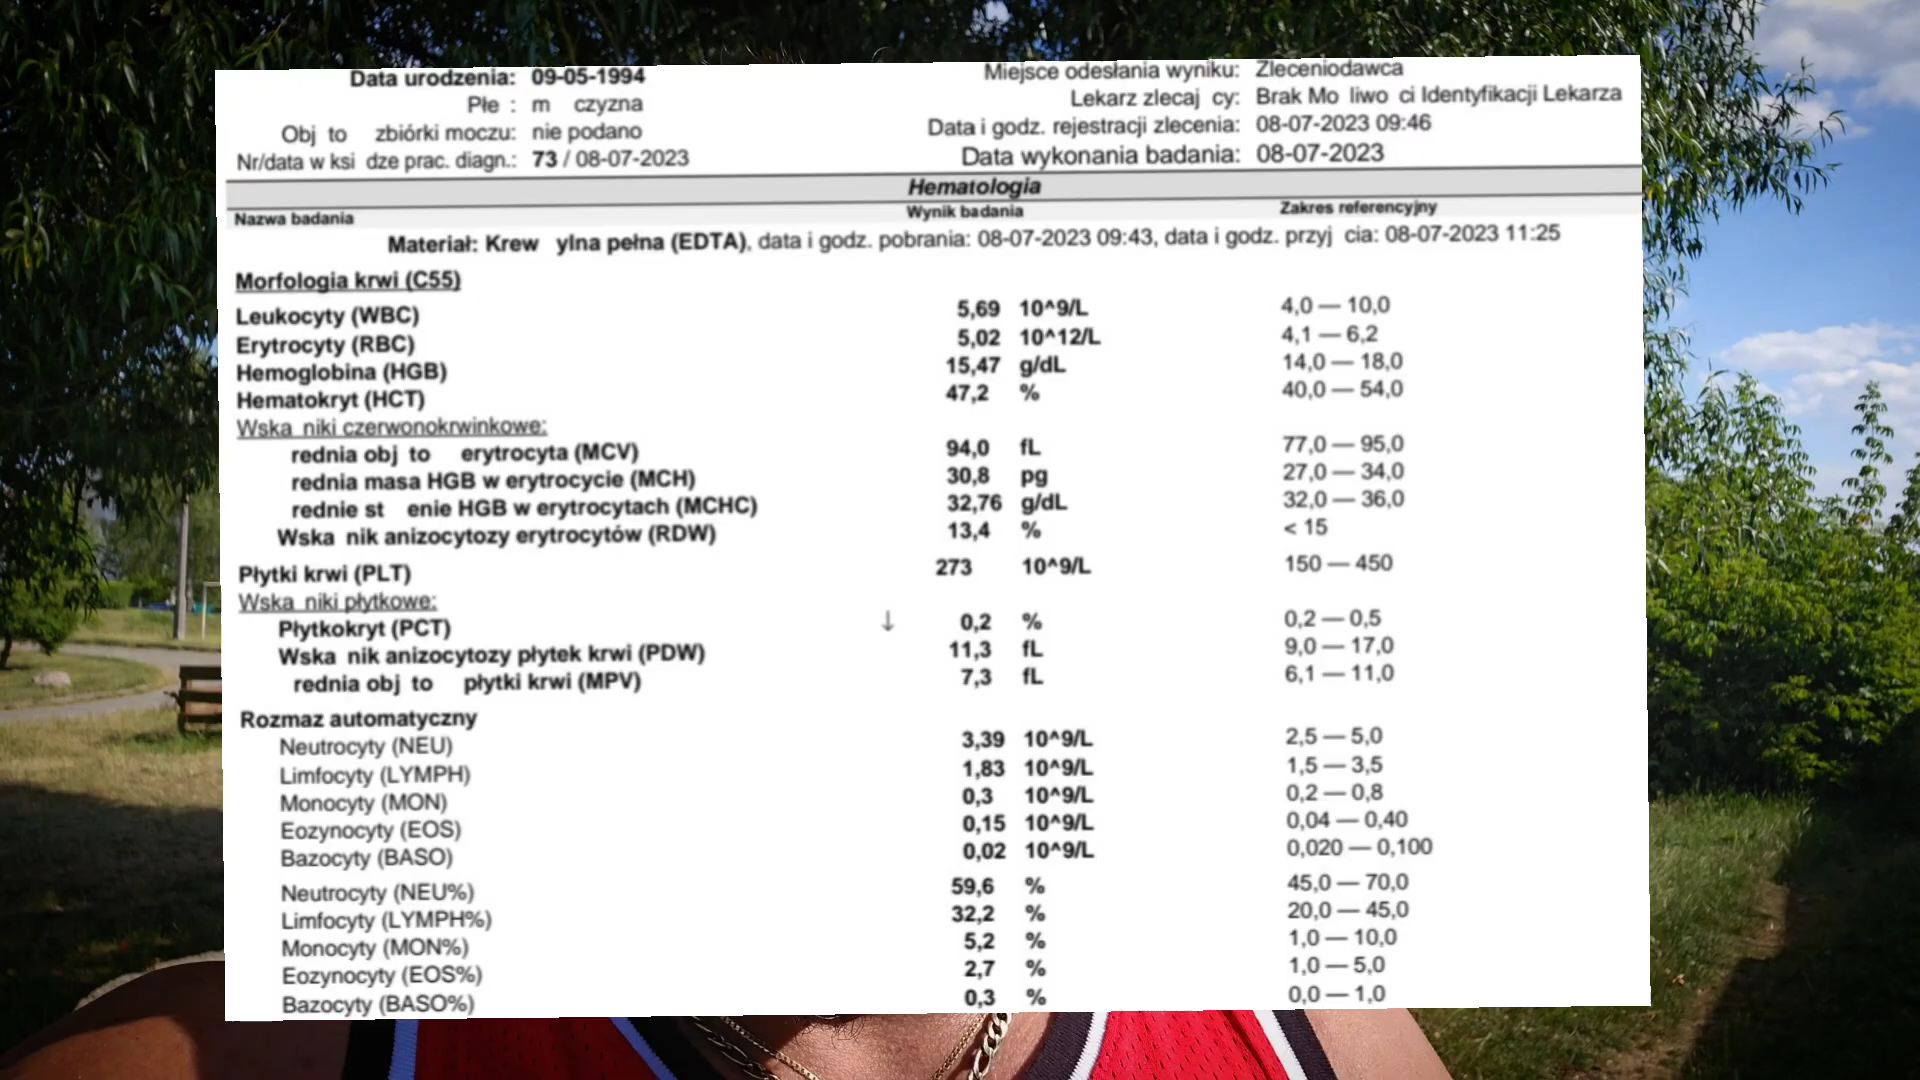 Data urodzenia: 09-05-1994 Miejsce odesłania wyniku: Zleceniodawca
Płe : m czyzna Lekarz zlecaj cy: Brak Mo liwo ci Identyfikacji Lekarza
Obj to zbiórki moczu: nie podano Data i godz. rejestracji zlecenia: 08-07-2023 09:46
Nr/data w ksi dze prac. diagn.: 73 / 08-07-2023 Data wykonania badania: 08-07-2023
Hematologia
Nazwa badania Wynik badania Zakres referencyjny
Materiał: Krew ylna pełna (EDTA), data i godz. pobrania: 08-07-2023 09:43, data i godz. przyj cia: 08-07-2023 11:25
Morfologia krwi (C55)
Leukocyty (WBC) 5,69 10^9/L 4,0 — 10,0
Erytrocyty (RBC) 5,02 10^12/L 4,1 — 6,2
Hemoglobina (HGB) 15,47 g/dL 14,0 — 18,0
Hematokryt (HCT) 47,2 % 40,0 — 54,0
Wska niki czerwonokrwinkowe:
rednia obj to erytrocyta (MCV) 94,0 fL 77,0 — 95,0
rednia masa HGB w erytrocycie (MCH) 30,8 pg 27,0 — 34,0
rednie st enie HGB w erytrocytach (MCHC) 32,76 g/dL 32,0 — 36,0
Wska nik anizocytozy erytrocytów (RDW) 13,4 % < 15
Płytki krwi (PLT) 273 10^9/L 150 — 450
Wska niki płytkowe:
Płytkokryt (PCT) ↓ 0,2 % 0,2 — 0,5
Wska nik anizocytozy płytek krwi (PDW) 11,3 fL 9,0 — 17,0
rednia obj to płytki krwi (MPV) 7,3 fL 6,1 — 11,0
Rozmaz automatyczny
Neutrocyty (NEU) 3,39 10^9/L 2,5 — 5,0
Limfocyty (LYMPH) 1,83 10^9/L 1,5 — 3,5
Monocyty (MON) 0,3 10^9/L 0,2 — 0,8
Eozynocyty (EOS) 0,15 10^9/L 0,04 — 0,40
Bazocyty (BASO) 0,02 10^9/L 0,020 — 0,100
Neutrocyty (NEU%) 59,6 % 45,0 — 70,0
Limfocyty (LYMPH%) 32,2 % 20,0 — 45,0
Monocyty (MON%) 5,2 % 1,0 — 10,0
Eozynocyty (EOS%) 2,7 % 1,0 — 5,0
Bazocyty (BASO%) 0,3 % 0,0 — 1,0